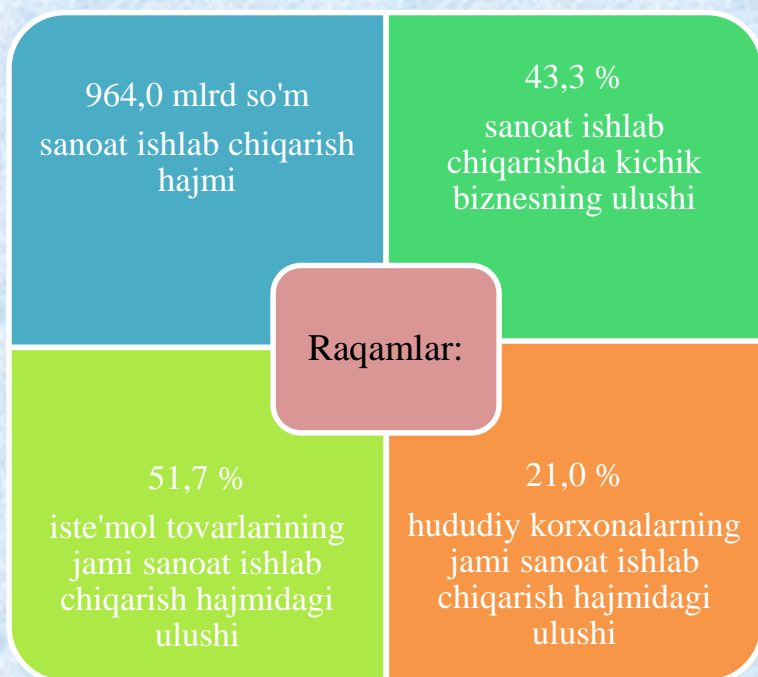 964,0 mlrd so'm
sanoat ishlab chiqarish
hajmi
43,3 %
sanoat ishlab
chiqarishda kichik
biznesning ulushi
Raqamlar:
51,7 %
iste'mol tovarlarining
jami sanoat ishlab
chiqarish hajmidagi
ulushi
21,0 %
hududiy korxonalarning
jami sanoat ishlab
chiqarish hajmidagi
ulushi